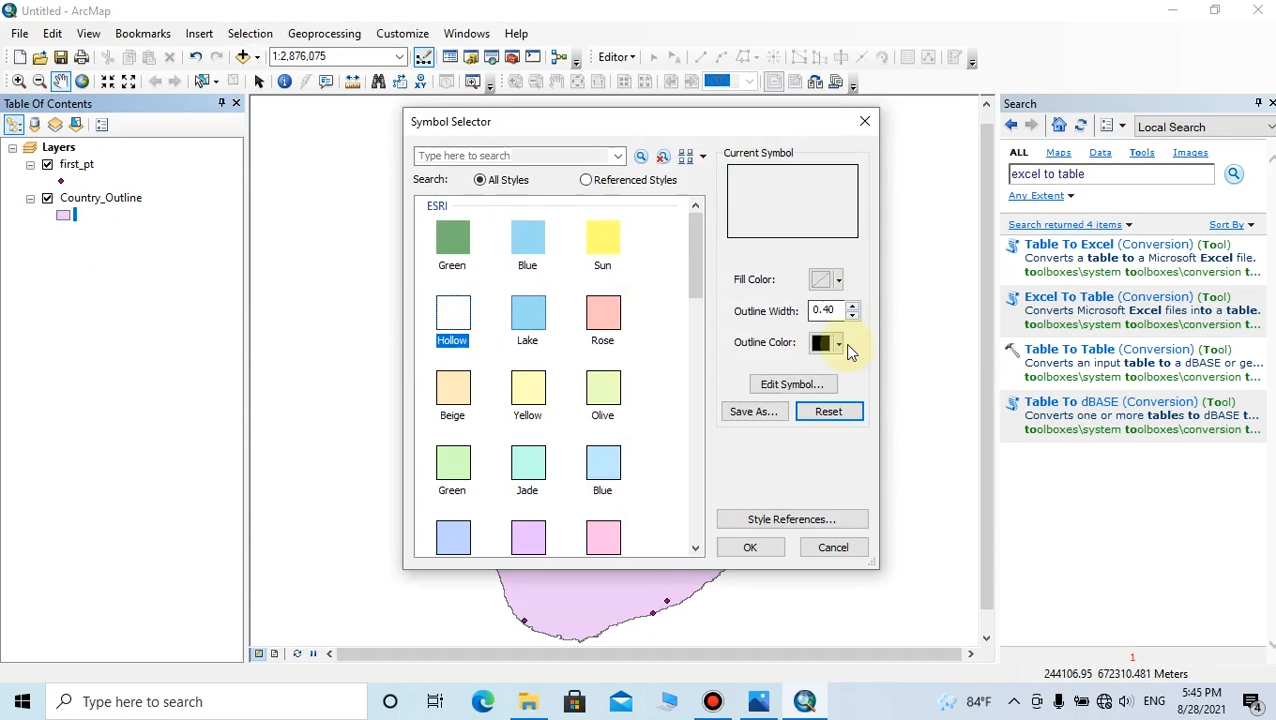 Untitled - ArcMap
File Edit View Bookmarks Insert Selection Geoprocessing Customize Windows Help
1:2,876,075
Editor
Table Of Contents
Layers
first_pt
Country_Outline
Symbol Selector
Type here to search
Search: All Styles Referenced Styles
ESRI
Green Blue Sun
Hollow Lake Rose
Beige Yellow Olive
Green Jade Blue
Current Symbol
Fill Color:
Outline Width: 0.40
Outline Color:
Edit Symbol...
Save As... Reset
Style References...
OK Cancel
Search
Local Search
ALL Maps Data Tools Images
excel to table
Any Extent
Search returned 4 items Sort By
Table To Excel (Conversion) (Tool)
Converts a table to a Microsoft Excel file.
toolboxes\system toolboxes\conversion t...
Excel To Table (Conversion) (Tool)
Converts Microsoft Excel files into a table.
toolboxes\system toolboxes\conversion t...
Table To Table (Conversion) (Tool)
Converts an input table to a dBASE or ge...
toolboxes\system toolboxes\conversion t...
Table To dBASE (Conversion) (Tool)
Converts one or more tables to dBASE t...
toolboxes\system toolboxes\conversion t...
1
244106.95 672310.481 Meters
Type here to search
84°F
ENG
5:45 PM
8/28/2021
4